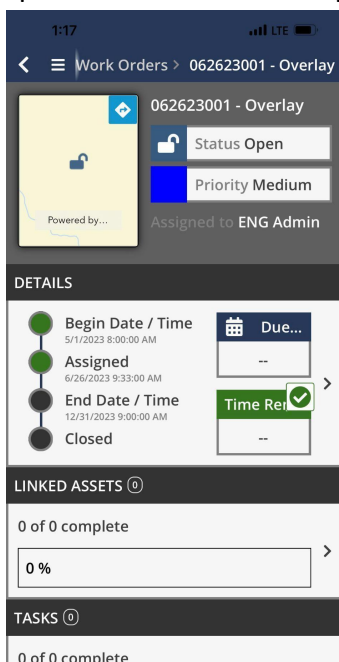 1:17
LTE
Work Orders > 062623001 - Overlay
062623001 - Overlay
Status Open
Priority Medium
Powered by...
Assigned to ENG Admin
DETAILS
Begin Date / Time
5/1/2023 8:00:00 AM
Due...
Assigned
--
6/26/2023 9:33:00 AM
End Date / Time
Time Rer
12/31/2023 9:00:00 AM
Closed
--
LINKED ASSETS 0
0 of 0 complete
0 %
TASKS 0
0 of 0 complete